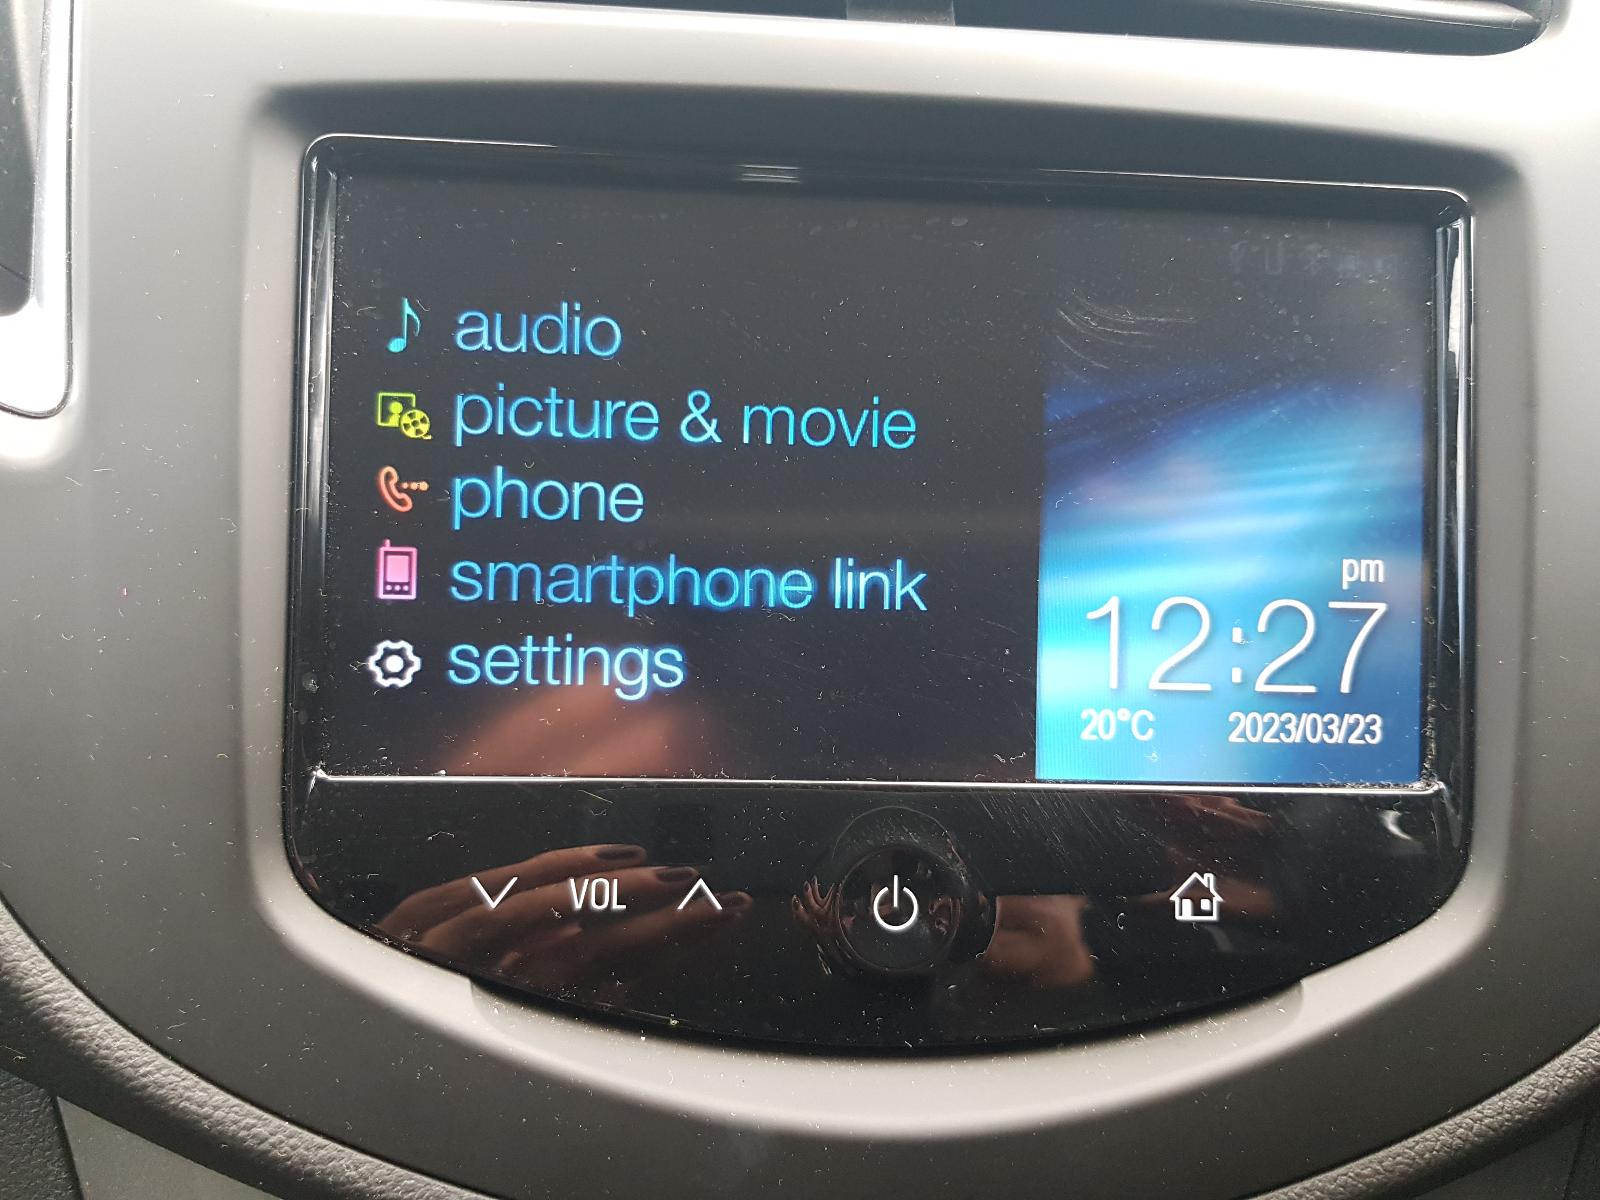 audio
picture & movie
phone
smartphone link
settings
pm
12:27
20°C 2023/03/23
VOL